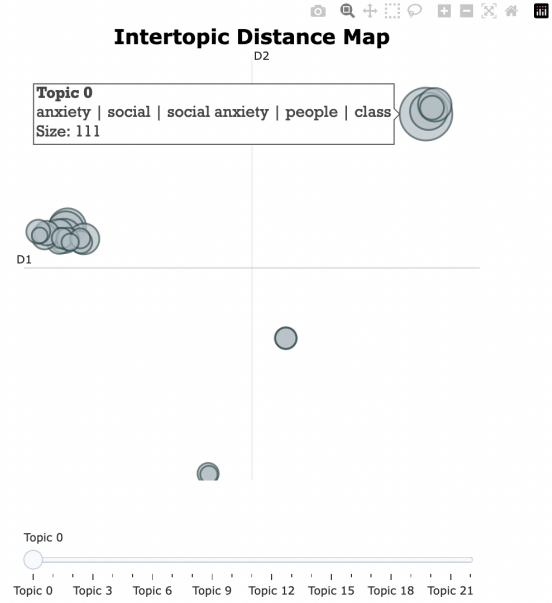 Intertopic Distance Map
D2
Topic 0
anxiety | social | social anxiety | people | class
Size: 111
D1
Topic 0
Topic 0 Topic 3 Topic 6 Topic 9 Topic 12 Topic 15 Topic 18 Topic 21